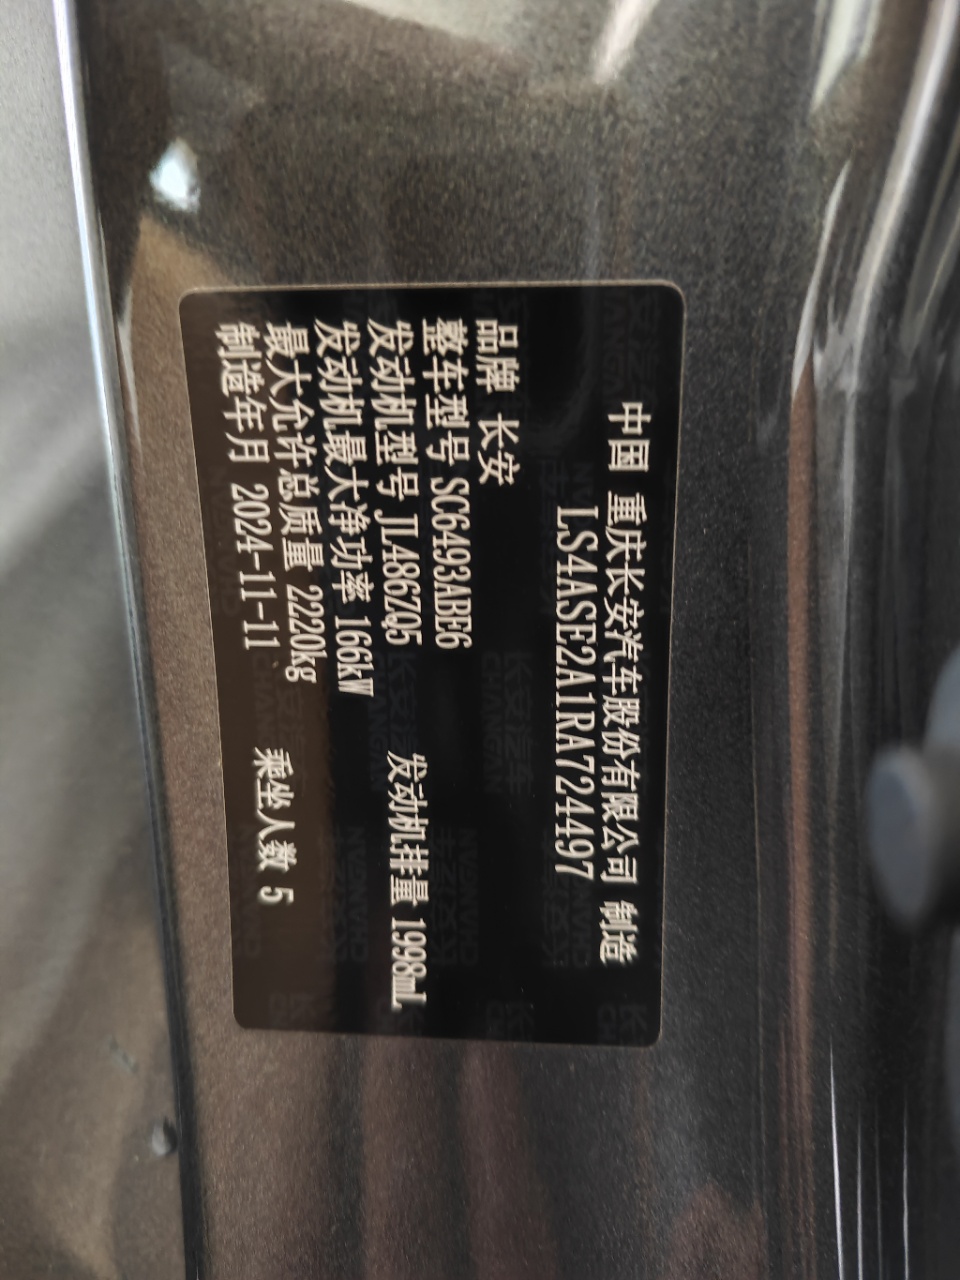 中国 重庆长安汽车股份有限公司 制造
LS4ASE2A1RA724497
品牌 长安
整车型号 SC6493ABE6
发动机型号 JL486ZQ5 发动机排量 1998mL
发动机最大净功率 166kW
最大允许总质量 2220kg
制造年月 2024-11-11 乘坐人数 5